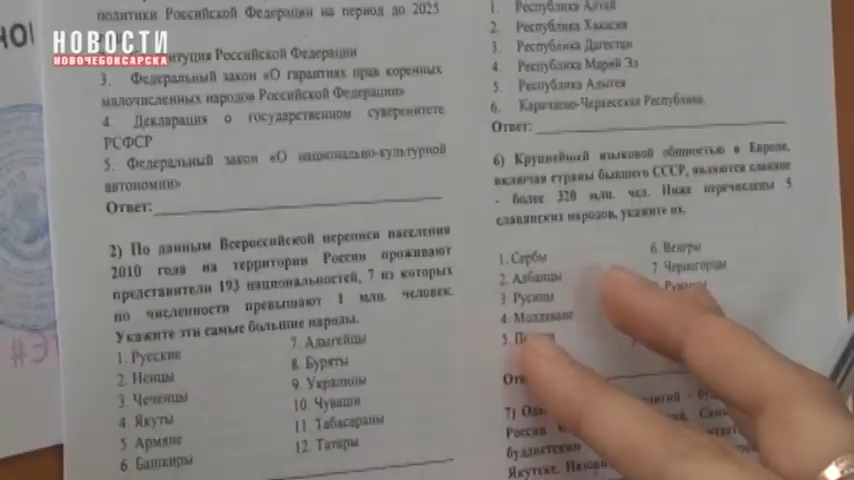 НОВОСТИ
НОВОЧЕБОКСАРСКА
политики Российской Федерации на период до 2025
Российской Федерации
3. Федеральный закон «О гарантиях прав коренных
малочисленных народов Российской Федерации»
4. Декларация о государственном суверенитете
РСФСР
5. Федеральный закон «О национально-культурной
автономии»
Ответ:
2) По данным Всероссийской переписи населения
2010 года на территории России проживают
представители 193 национальностей, 7 из которых
по численности превышают 1 млн. человек.
Укажите эти самые большие народы.
1. Русские
2. Ненцы
3. Чеченцы
4. Якуты
5 Армяне
6. Башкиры
7. Адыгейцы
8. Буряты
9. Украинцы
10. Чуваши
11. Табасараны
12. Татары
1. Республика Алтай
2. Республика Хакасия
3. Республика Дагестан
4. Республика Марий Эл
5. Республика Адыгея
6. Карачаево-Черкесская Республика.
Ответ:
6) Крупнейшей языковой общностью в Европе,
включая страны бывшего СССР, являются славяне
- более 320 млн. чел. Ниже перечислены 5
славянских народов, укажите их.
1. Сербы
2. Албанцы
3 Русины
4. Молдаване
5
6. Венгры
7 Черногорцы
7)
России
буддистским
Якутске.